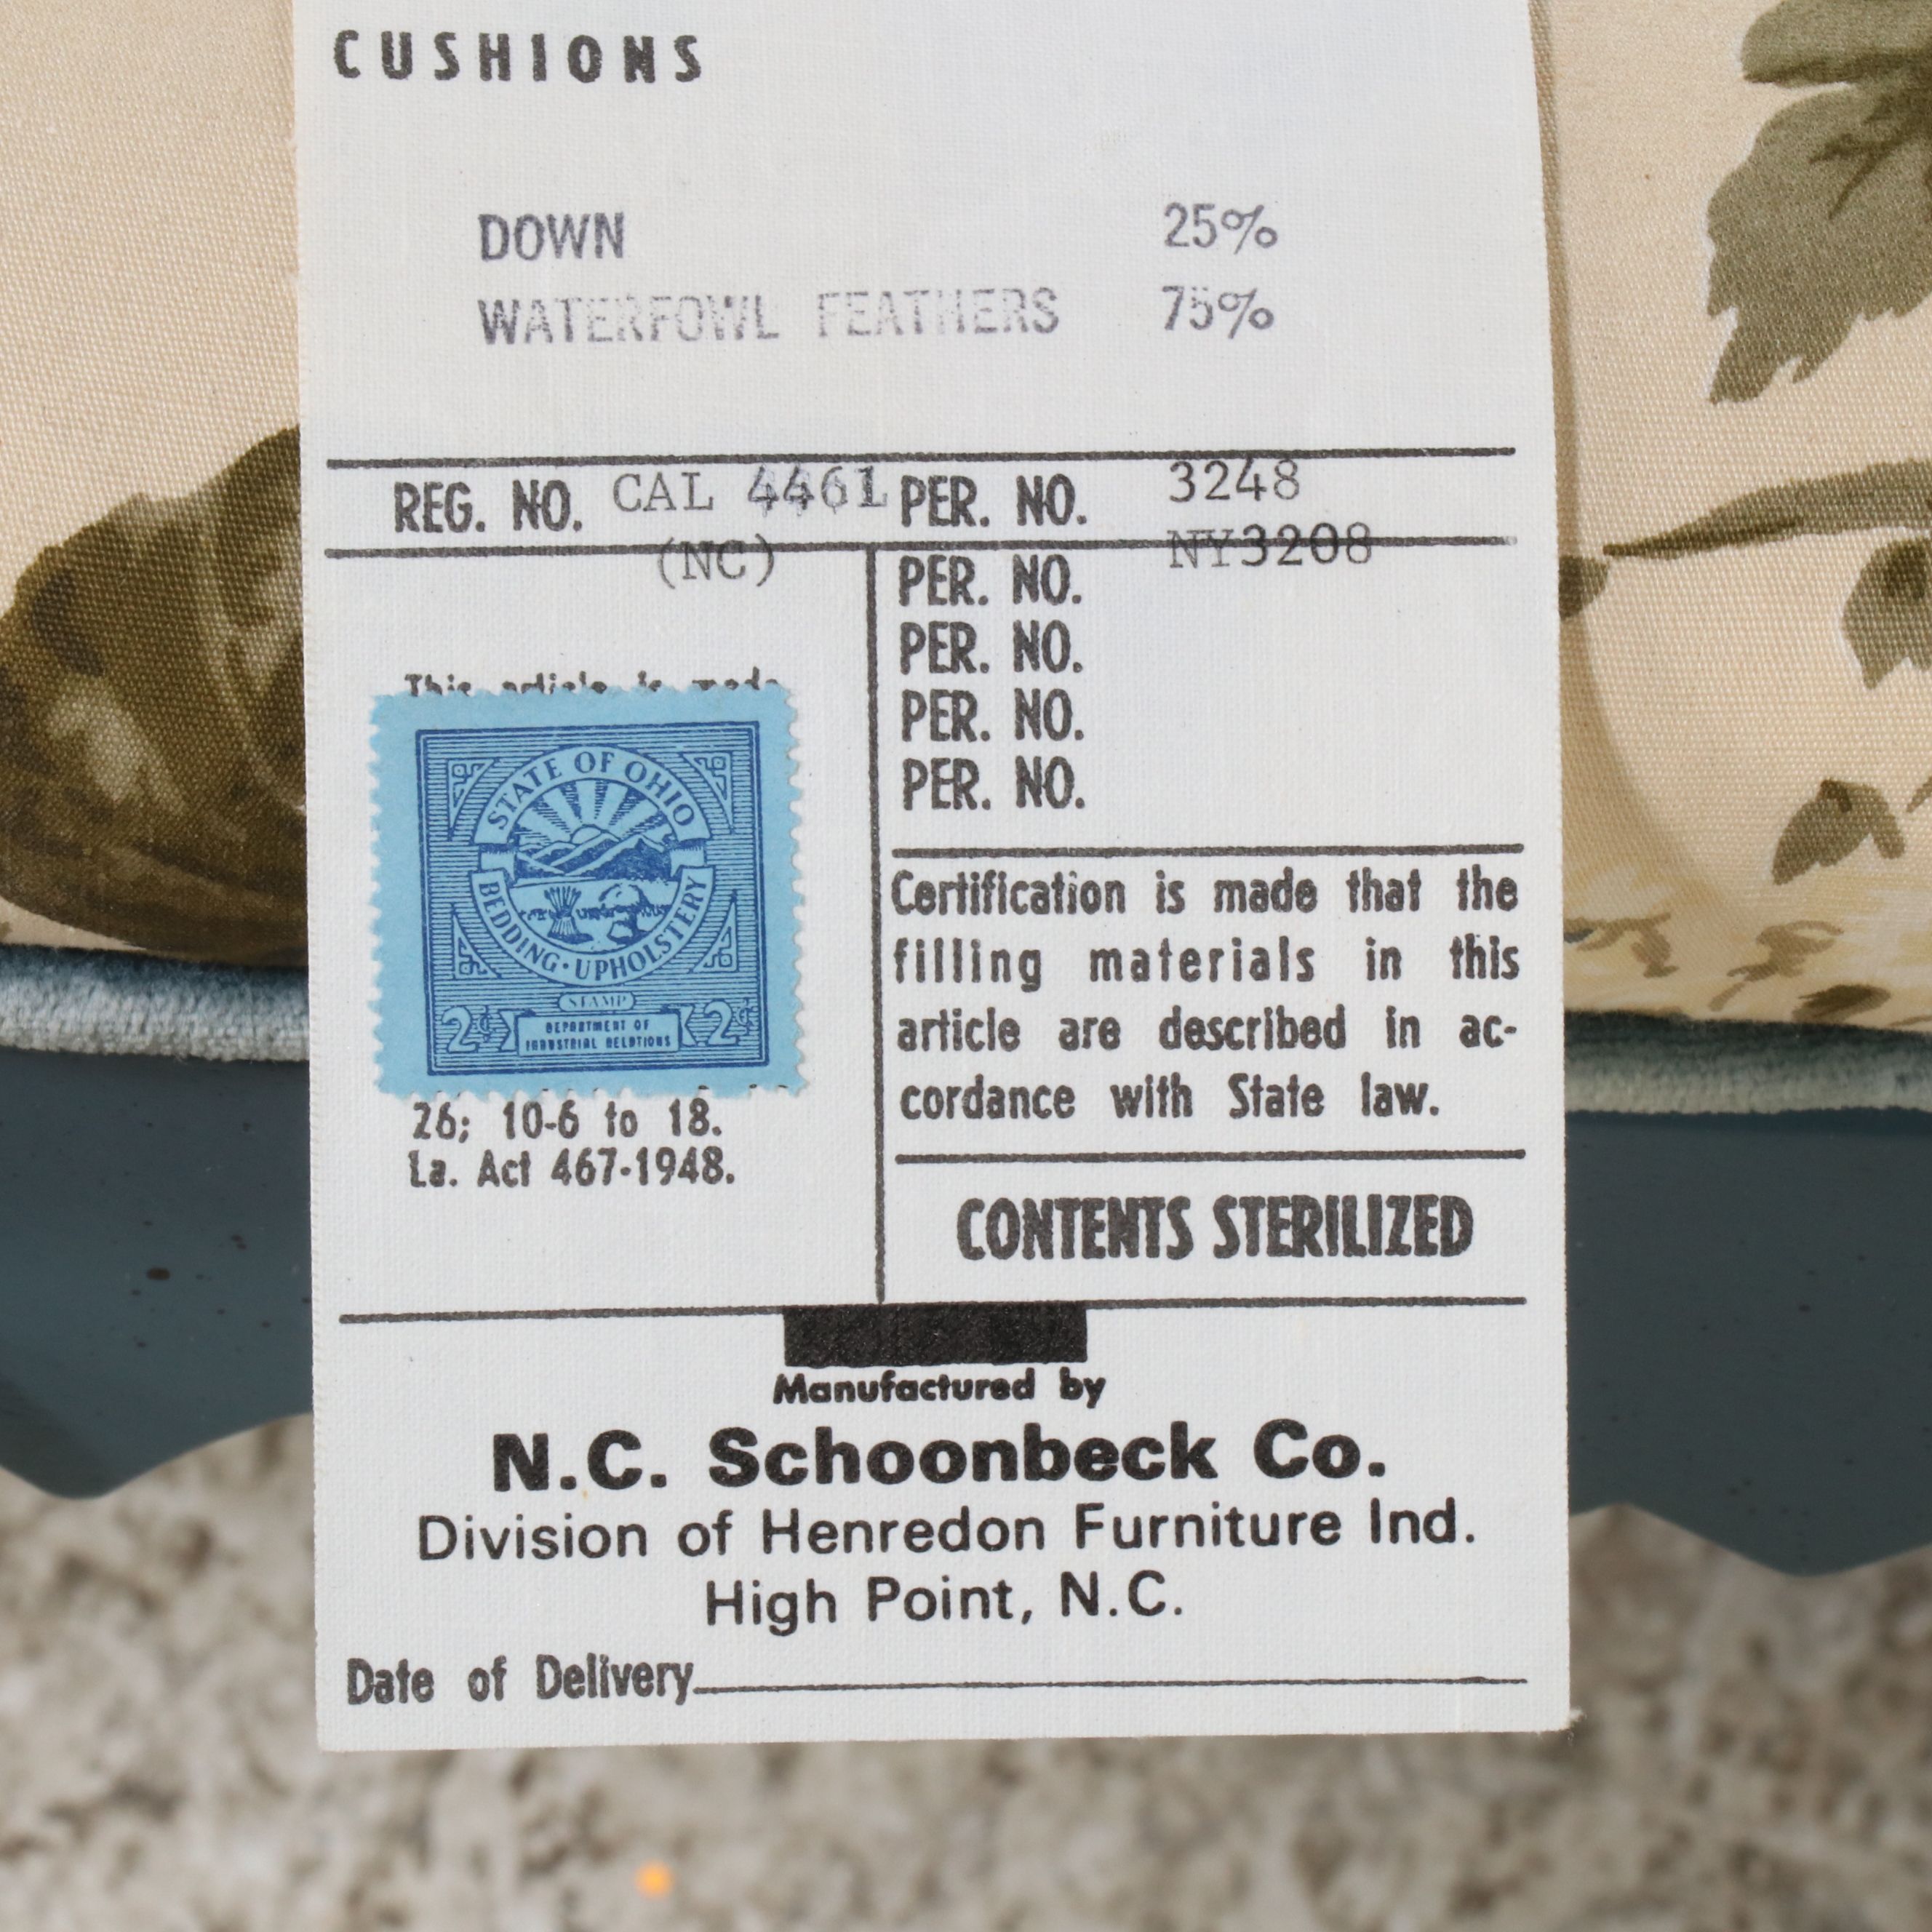 CUSHIONS
DOWN 25%
WATERFOWL FEATHERS 75%
REG. NO. CAL 4461 PER. NO. 3248
(NC) NY3208
PER. NO.
PER. NO.
PER. NO.
PER. NO.
This article is made
STATE OF OHIO
BEDDING · UPHOLSTERY
STAMP
2¢ DEPARTMENT OF 2¢
INDUSTRIAL RELATIONS
26; 10-6 to 18.
La. Act 467-1948.
Certification is made that the
filling materials in this
article are described in ac-
cordance with State law.
CONTENTS STERILIZED
Manufactured by
N.C. Schoonbeck Co.
Division of Henredon Furniture Ind.
High Point, N.C.
Date of Delivery